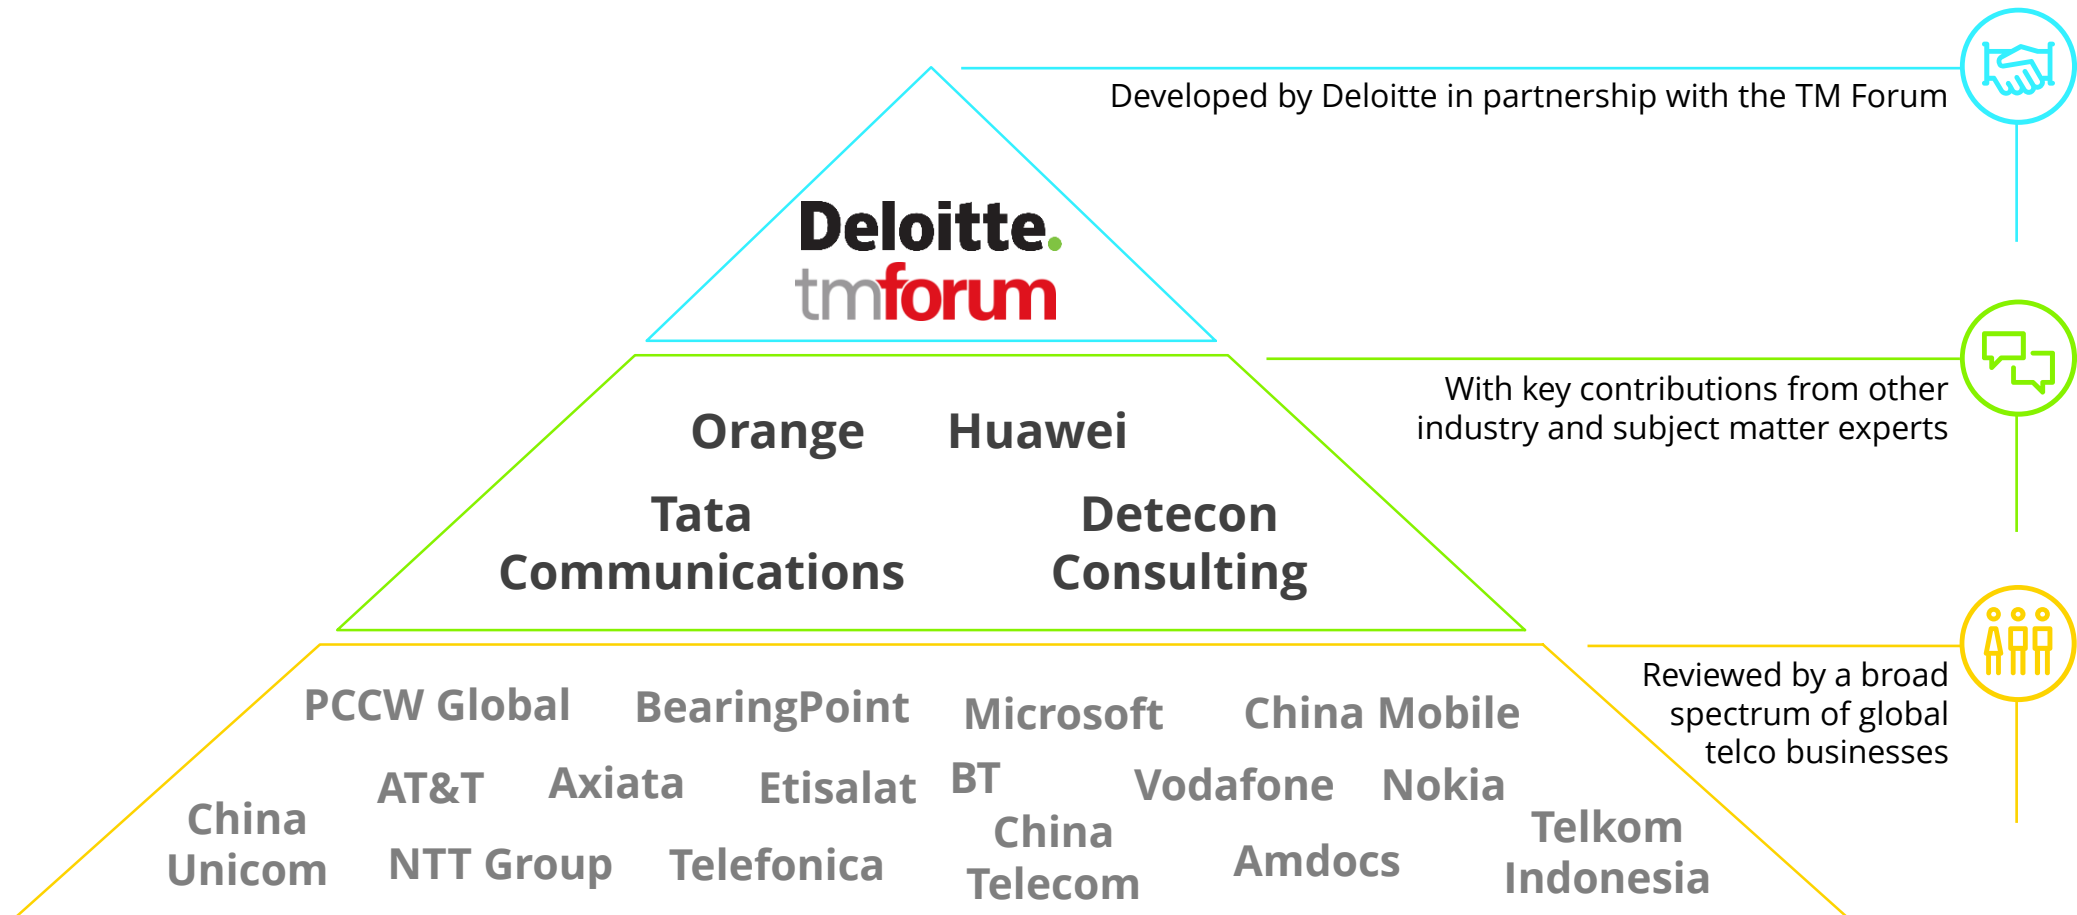 Developed by Deloitte in partnership with the TM Forum
Deloitte.
tmforum
With key contributions from other
industry and subject matter experts
Orange Huawei
Tata
Communications
Detecon
Consulting
Reviewed by a broad
spectrum of global
telco businesses
PCCW Global BearingPoint Microsoft China Mobile
AT&T Axiata Etisalat BT Vodafone Nokia
China
Unicom
NTT Group Telefonica
China
Telecom
Amdocs
Telkom
Indonesia